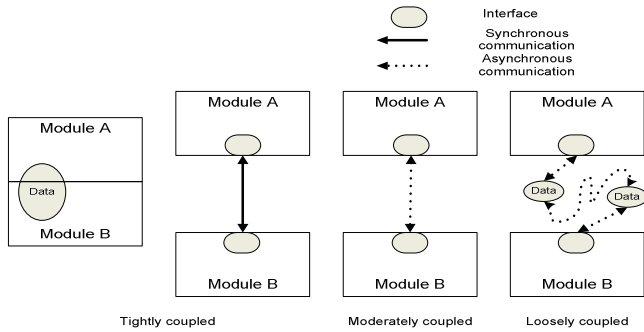 Interface
Synchronous
communication
Asynchronous
communication
Module A
Data
Module B
Module A
Module B
Module A
Module B
Module A
Data
Data
Module B
Tightly coupled
Moderately coupled
Loosely coupled